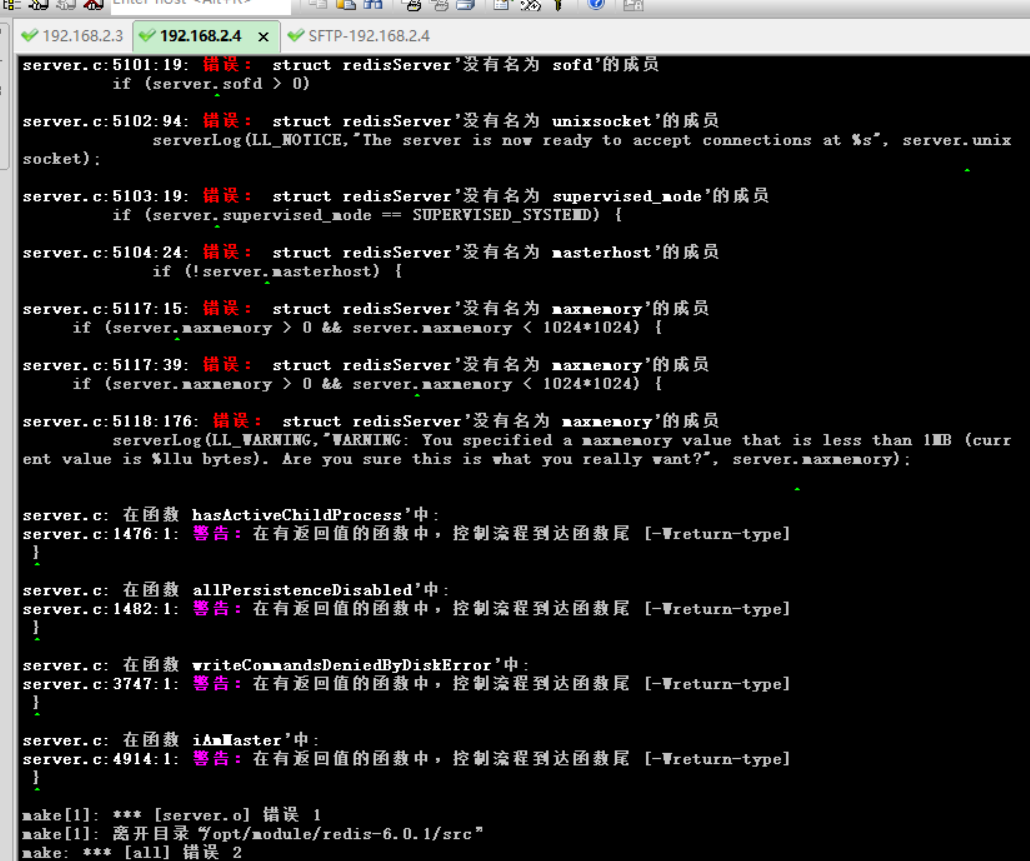 Enter host <Alt+R>
192.168.2.3 192.168.2.4 × SFTP-192.168.2.4
server.c:5101:19: 错误： struct redisServer’没有名为 sofd’的成员
if (server.sofd > 0)
server.c:5102:94: 错误： struct redisServer’没有名为 unixsocket’的成员
serverLog(LL_NOTICE,"The server is now ready to accept connections at %s", server.unix
socket);
server.c:5103:19: 错误： struct redisServer’没有名为 supervised_mode’的成员
if (server.supervised_mode == SUPERVISED_SYSTEMD) {
server.c:5104:24: 错误： struct redisServer’没有名为 masterhost’的成员
if (!server.masterhost) {
server.c:5117:15: 错误： struct redisServer’没有名为 maxmemory’的成员
if (server.maxmemory > 0 && server.maxmemory < 1024*1024) {
server.c:5117:39: 错误： struct redisServer’没有名为 maxmemory’的成员
if (server.maxmemory > 0 && server.maxmemory < 1024*1024) {
server.c:5118:176: 错误： struct redisServer’没有名为 maxmemory’的成员
serverLog(LL_WARNING,"WARNING: You specified a maxmemory value that is less than 1MB (curr
ent value is %llu bytes). Are you sure this is what you really want?", server.maxmemory);
server.c: 在函数 hasActiveChildProcess’中:
server.c:1476:1: 警告：在有返回值的函数中，控制流程到达函数尾 [-Wreturn-type]
}
server.c: 在函数 allPersistenceDisabled’中:
server.c:1482:1: 警告：在有返回值的函数中，控制流程到达函数尾 [-Wreturn-type]
}
server.c: 在函数 writeCommandsDeniedByDiskError’中:
server.c:3747:1: 警告：在有返回值的函数中，控制流程到达函数尾 [-Wreturn-type]
}
server.c: 在函数 iAmMaster’中:
server.c:4914:1: 警告：在有返回值的函数中，控制流程到达函数尾 [-Wreturn-type]
}
make[1]: *** [server.o] 错误 1
make[1]: 离开目录“/opt/module/redis-6.0.1/src”
make: *** [all] 错误 2